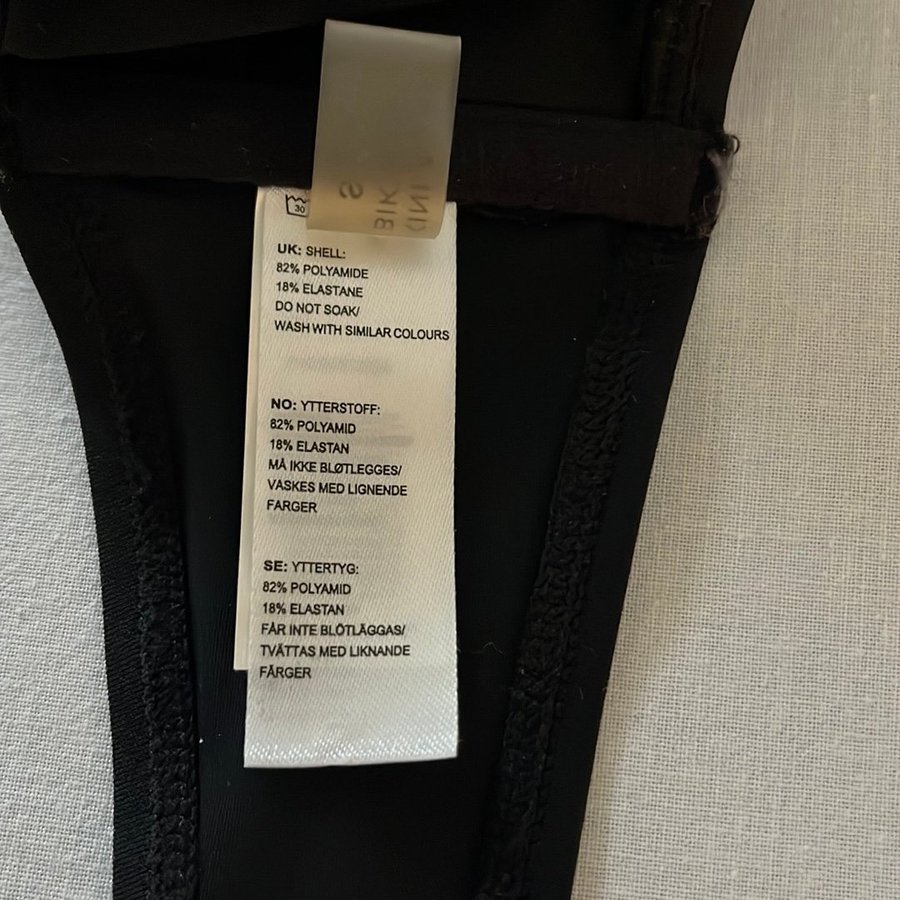 S
BIK
INI
30
UK: SHELL:
82% POLYAMIDE
18% ELASTANE
DO NOT SOAK/
WASH WITH SIMILAR COLOURS
NO: YTTERSTOFF:
82% POLYAMID
18% ELASTAN
MÅ IKKE BLØTLEGGES/
VASKES MED LIGNENDE
FARGER
SE: YTTERTYG:
82% POLYAMID
18% ELASTAN
FÅR INTE BLÖTLÄGGAS/
TVÄTTAS MED LIKNANDE
FÄRGER